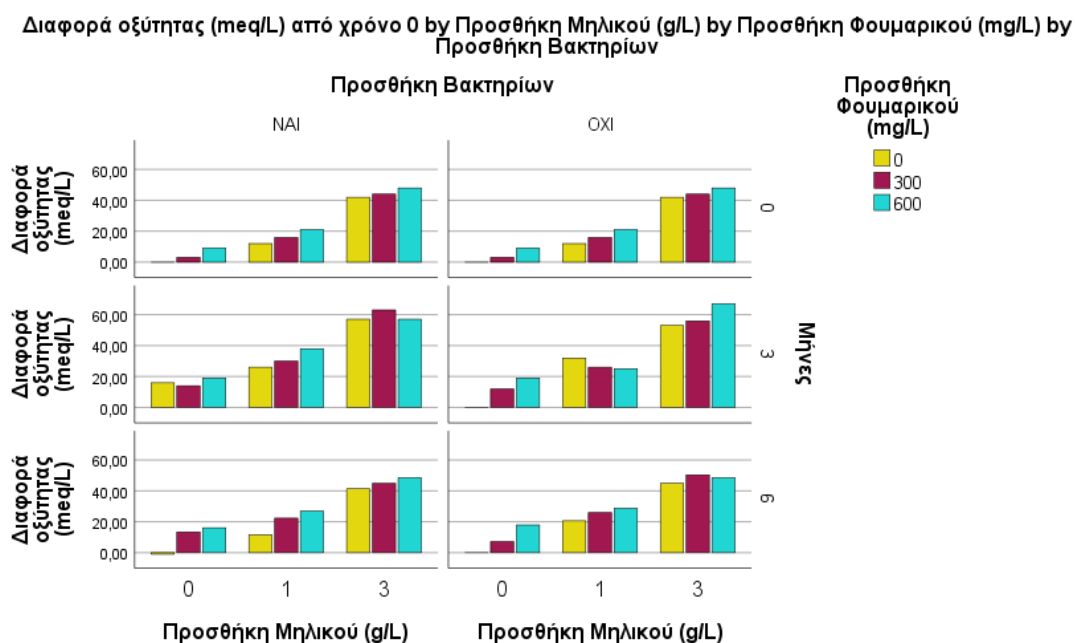 Διαφορά οξύτητας (meq/L) από χρόνο 0 by Προσθήκη Μηλικού (g/L) by Προσθήκη Φουμαρικού (mg/L) by
Προσθήκη Βακτηρίων
Προσθήκη Βακτηρίων
ΝΑΙ
ΟΧΙ
Προσθήκη
Φουμαρικού
(mg/L)
0
300
600
Διαφορά
οξύτητας
(meq/L)
60,00
40,00
20,00
0,00
0
Διαφορά
οξύτητας
(meq/L)
60,00
40,00
20,00
0,00
3
Μήνες
Διαφορά
οξύτητας
(meq/L)
60,00
40,00
20,00
0,00
6
0 1 3
0 1 3
Προσθήκη Μηλικού (g/L)
Προσθήκη Μηλικού (g/L)